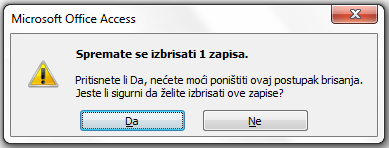 Microsoft Office Access
Spremate se izbrisati 1 zapisa.
Pritisnete li Da, nećete moći poništiti ovaj postupak brisanja.
Jeste li sigurni da želite izbrisati ove zapise?
Da Ne